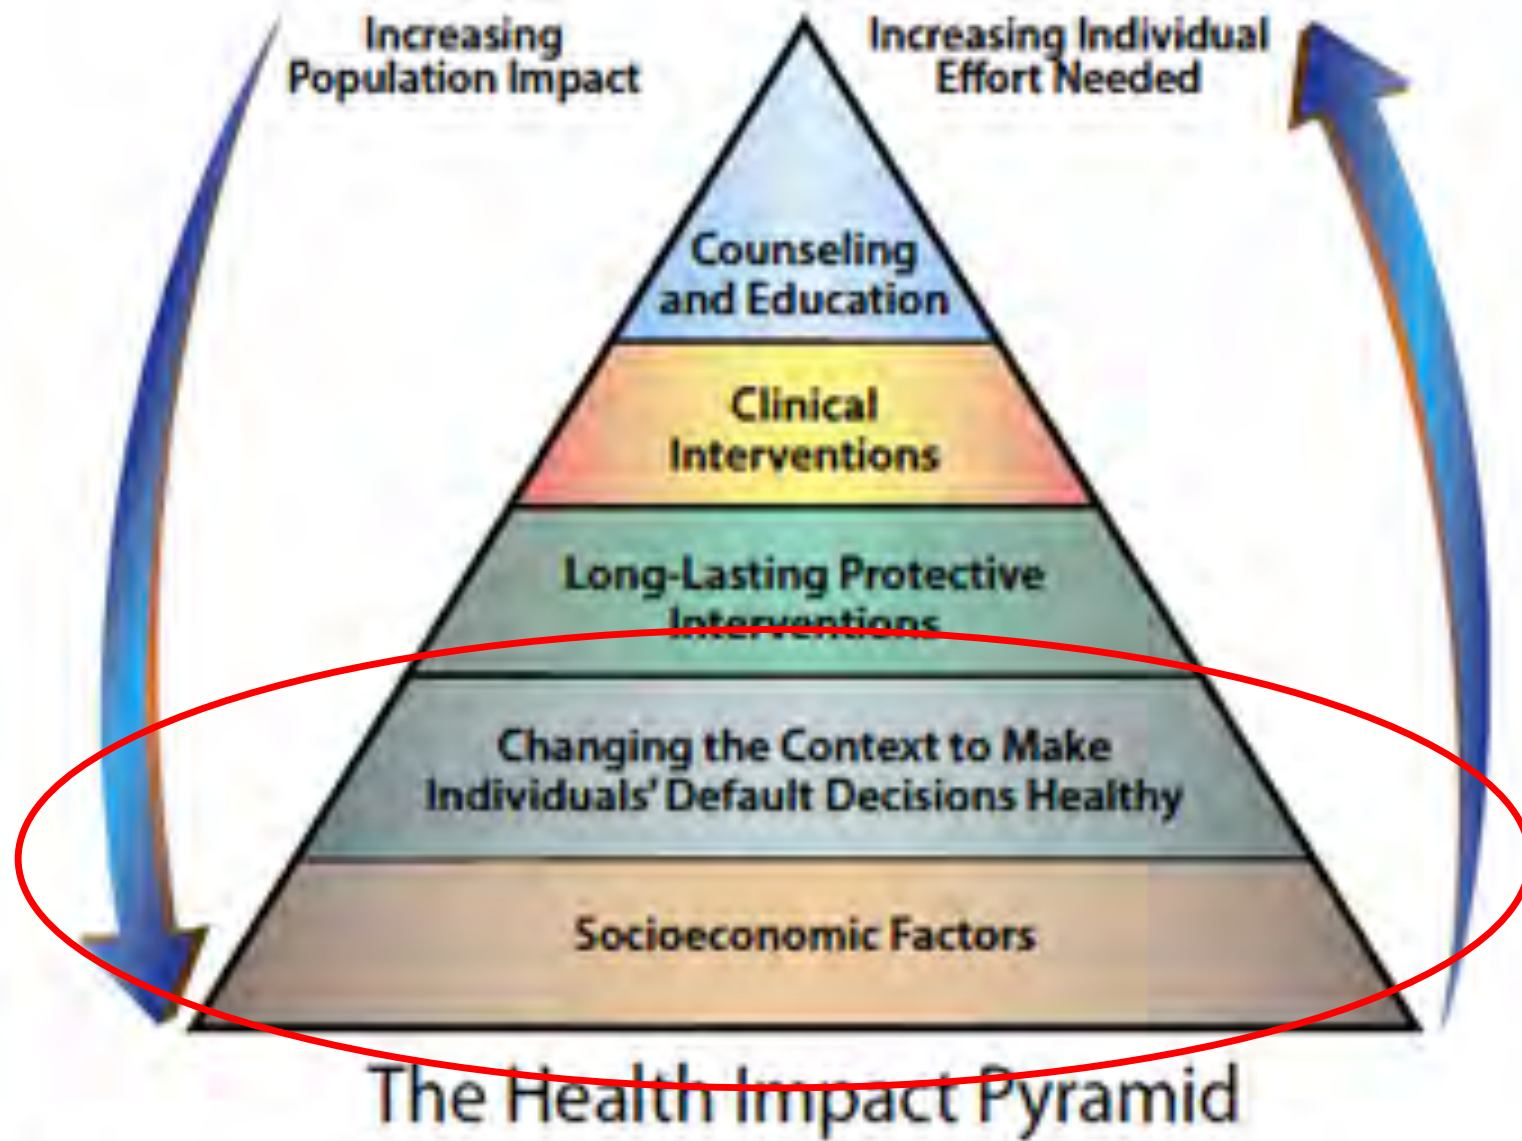 Increasing
Population Impact
Increasing Individual
Effort Needed
Counseling
and Education
Clinical
Interventions
Long-Lasting Protective
Interventions
Changing the Context to Make
Individuals' Default Decisions Healthy
Socioeconomic Factors
The Health Impact Pyramid